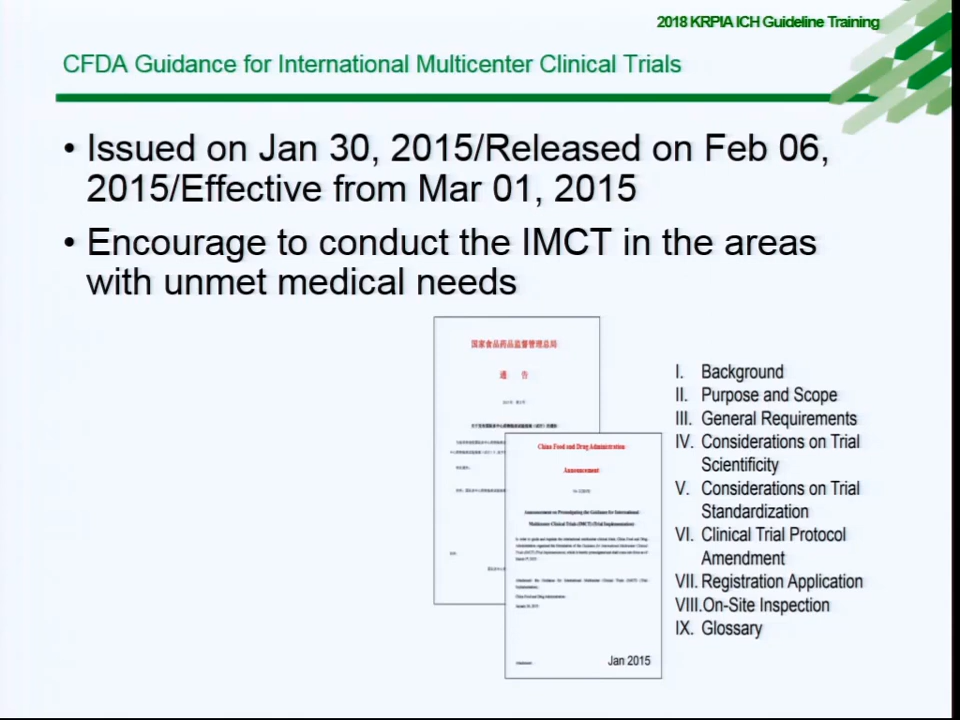 2018 KRPIA ICH Guideline Training
CFDA Guidance for International Multicenter Clinical Trials
• Issued on Jan 30, 2015/Released on Feb 06,
2015/Effective from Mar 01, 2015
• Encourage to conduct the IMCT in the areas
with unmet medical needs
国家食品药品监督管理总局
通 告
China Food and Drug Administration
Announcement
Announcement on Promulgating the Guidance for International
Multicenter Clinical Trials (IMCT) (Trial Implementation)
Jan 2015
I. Background
II. Purpose and Scope
III. General Requirements
IV. Considerations on Trial
Scientificity
V. Considerations on Trial
Standardization
VI. Clinical Trial Protocol
Amendment
VII. Registration Application
VIII.On-Site Inspection
IX. Glossary